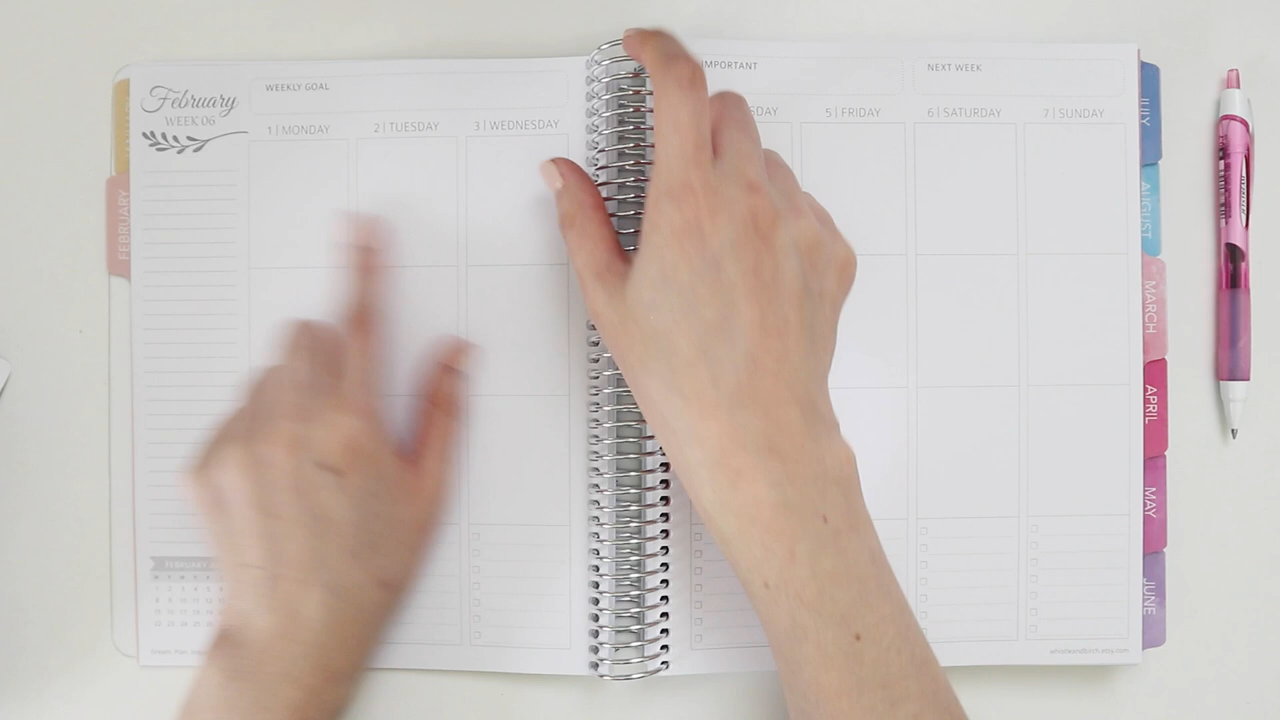 February
WEEK 06
WEEKLY GOAL
1 | MONDAY
2 | TUESDAY
3 | WEDNESDAY
IMPORTANT
NEXT WEEK
5 | FRIDAY
6 | SATURDAY
7 | SUNDAY
FEBRUARY
FEBRUARY
JULY
AUGUST
MARCH
APRIL
MAY
JUNE